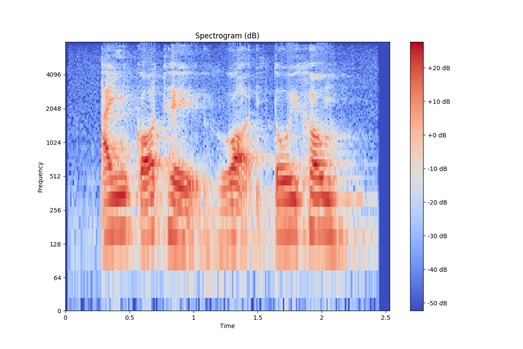 Spectrogram (dB)
4096
2048
1024
512
256
128
64
0
Frequency
0
0.5
1
1.5
2
2.5
Time
+20 dB
+10 dB
+0 dB
-10 dB
-20 dB
-30 dB
-40 dB
-50 dB